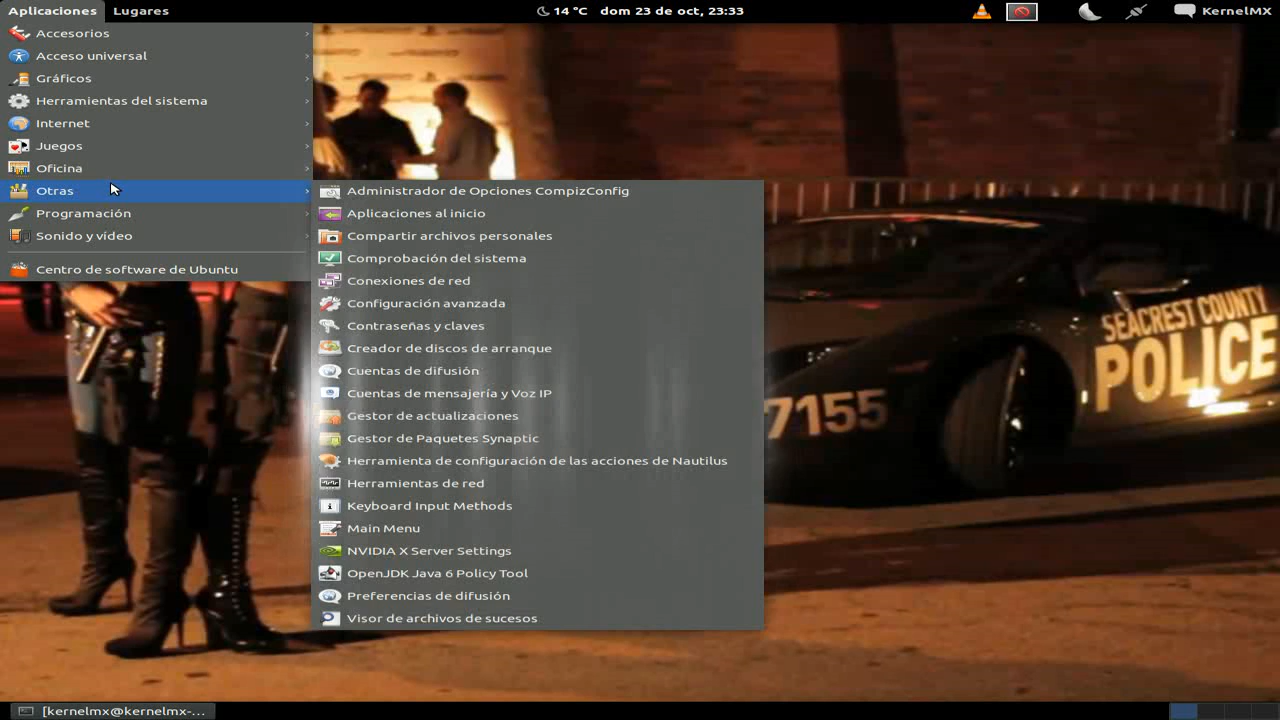 Aplicaciones Lugares 14 °C dom 23 de oct, 23:33 KernelMX
Accesorios
Acceso universal
Gráficos
Herramientas del sistema
Internet
Juegos
Oficina
Otras
Programación
Sonido y vídeo
Centro de software de Ubuntu
Administrador de Opciones CompizConfig
Aplicaciones al inicio
Compartir archivos personales
Comprobación del sistema
Conexiones de red
Configuración avanzada
Contraseñas y claves
Creador de discos de arranque
Cuentas de difusión
Cuentas de mensajería y Voz IP
Gestor de actualizaciones
Gestor de Paquetes Synaptic
Herramienta de configuración de las acciones de Nautilus
Herramientas de red
Keyboard Input Methods
Main Menu
NVIDIA X Server Settings
OpenJDK Java 6 Policy Tool
Preferencias de difusión
Visor de archivos de sucesos
SEACREST COUNTY
POLICE
7155
[kernelmx@kernelmx-...